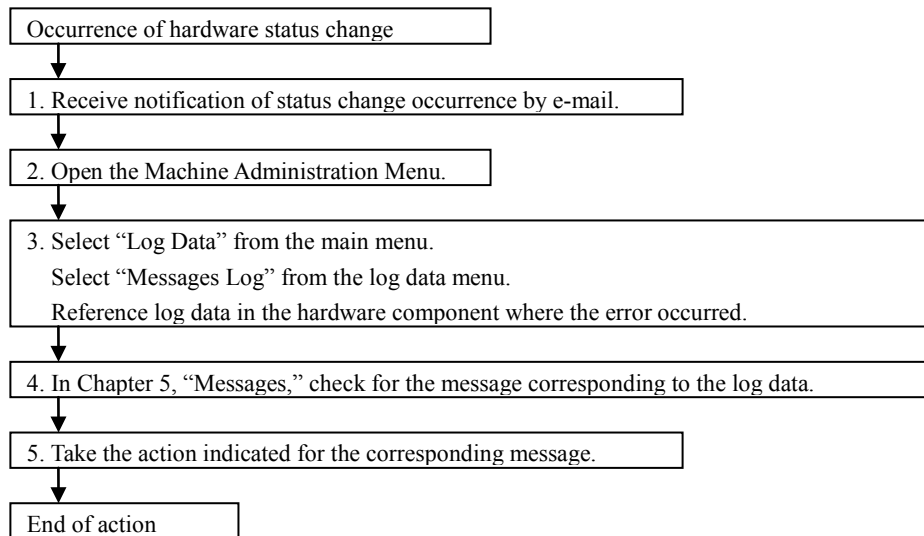 Occurrence of hardware status change
1. Receive notification of status change occurrence by e-mail.
2. Open the Machine Administration Menu.
3. Select “Log Data” from the main menu.
Select “Messages Log” from the log data menu.
Reference log data in the hardware component where the error occurred.
4. In Chapter 5, “Messages,” check for the message corresponding to the log data.
5. Take the action indicated for the corresponding message.
End of action